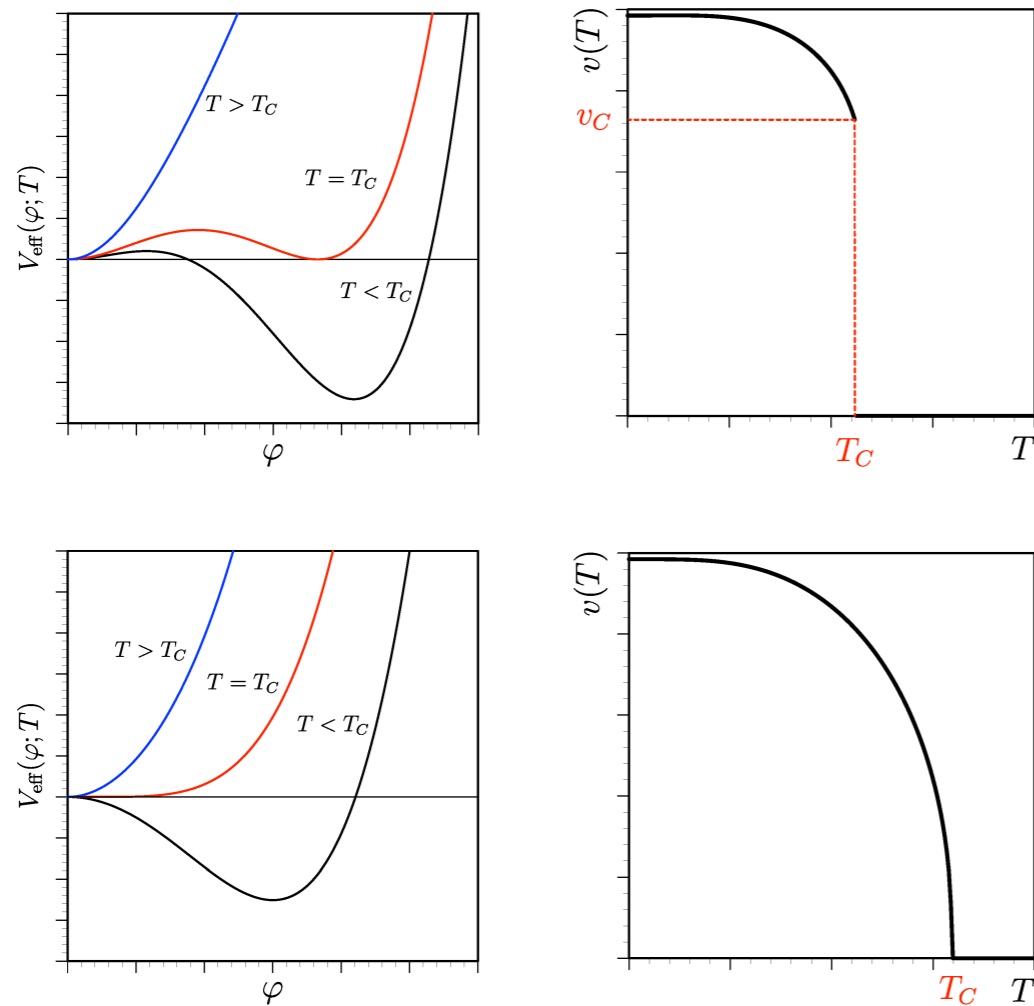 V_eff(φ; T)
T > T_C
T = T_C
T < T_C
φ
v(T)
v_C
T_C
T
V_eff(φ; T)
T > T_C
T = T_C
T < T_C
φ
v(T)
T_C
T